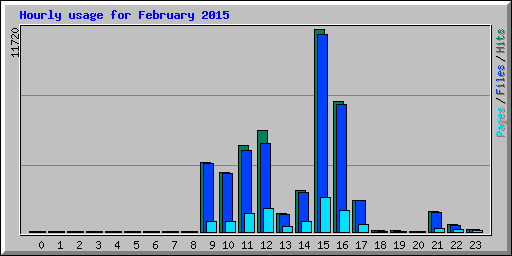 Hourly usage for February 2015
11720
Pages/Files/Hits
0 1 2 3 4 5 6 7 8 9 10 11 12 13 14 15 16 17 18 19 20 21 22 23